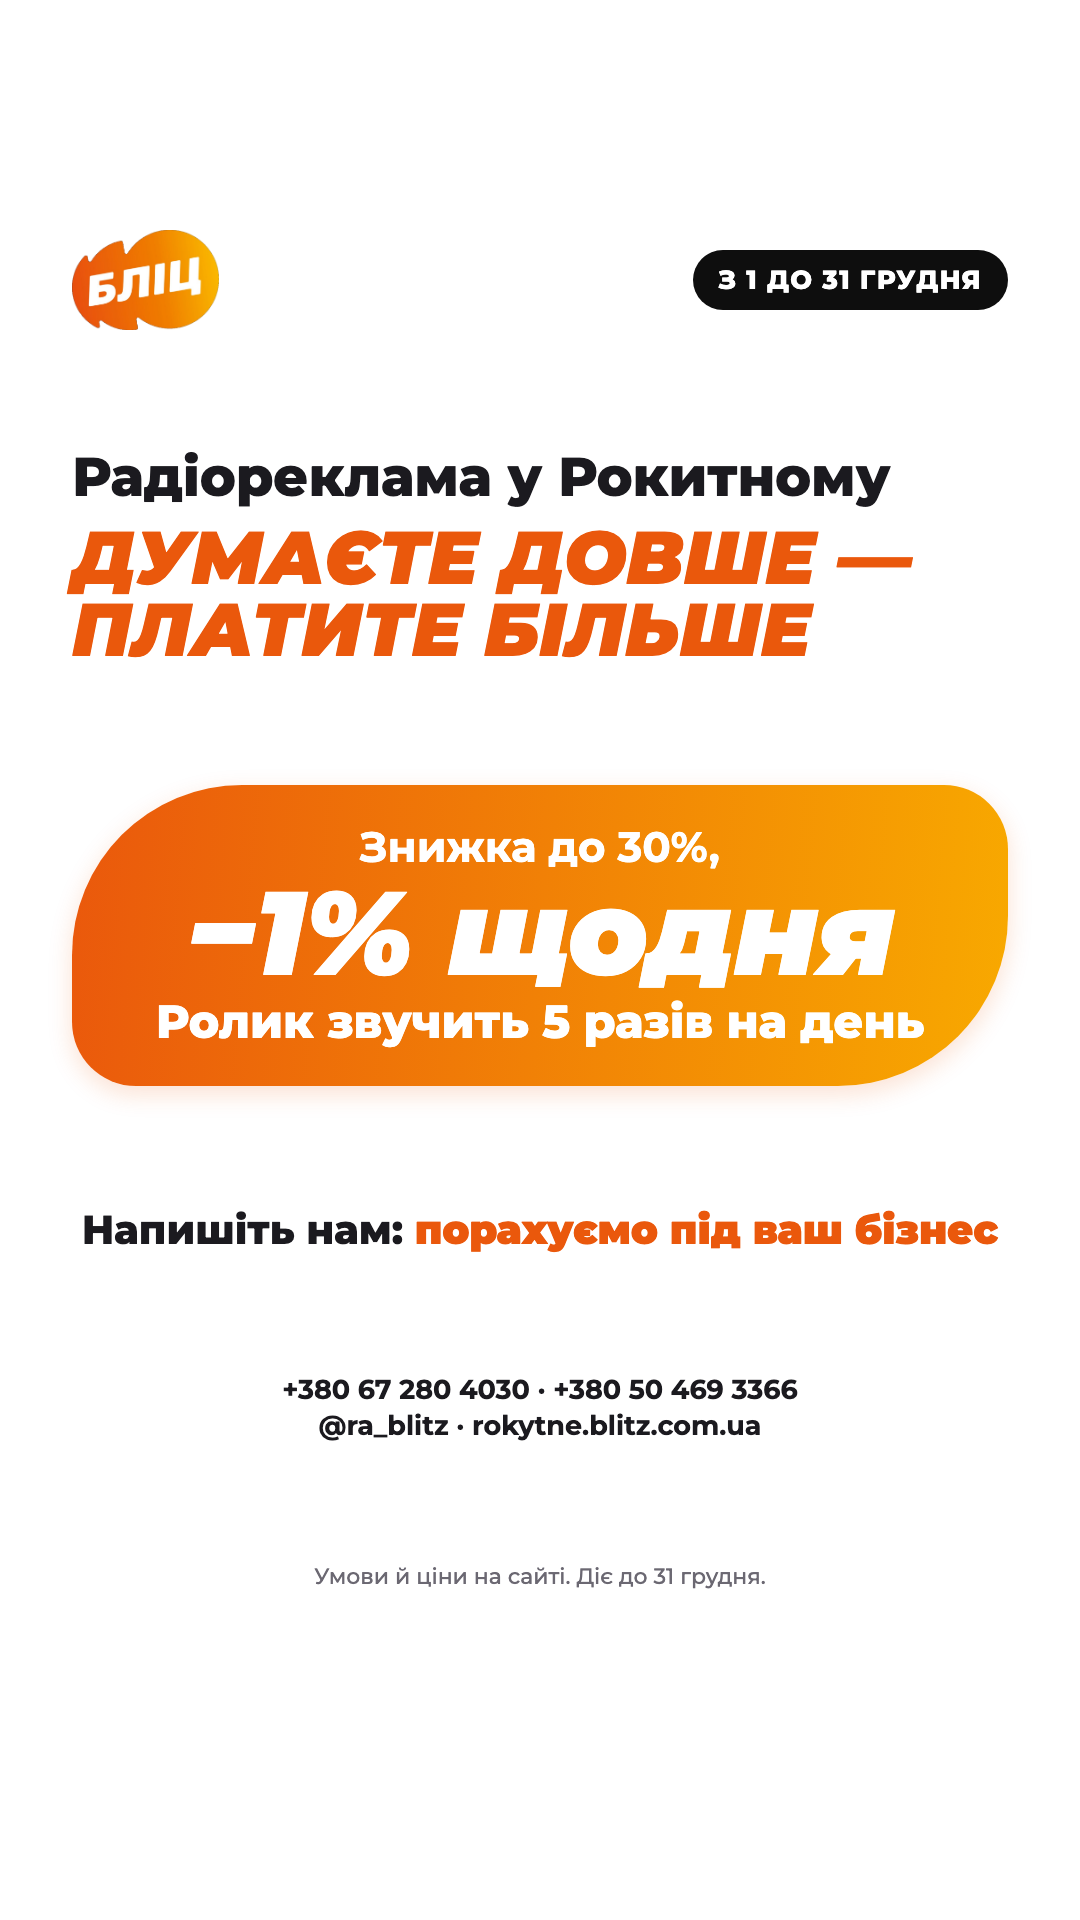 БЛІЦ
З 1 ДО 31 ГРУДНЯ
Радіореклама у Рокитному
ДУМАЄТЕ ДОВШЕ —
ПЛАТИТЕ БІЛЬШЕ
Знижка до 30%,
−1% щодня
Ролик звучить 5 разів на день
Напишіть нам: порахуємо під ваш бізнес
+380 67 280 4030 · +380 50 469 3366
@ra_blitz · rokytne.blitz.com.ua
Умови й ціни на сайті. Діє до 31 грудня.